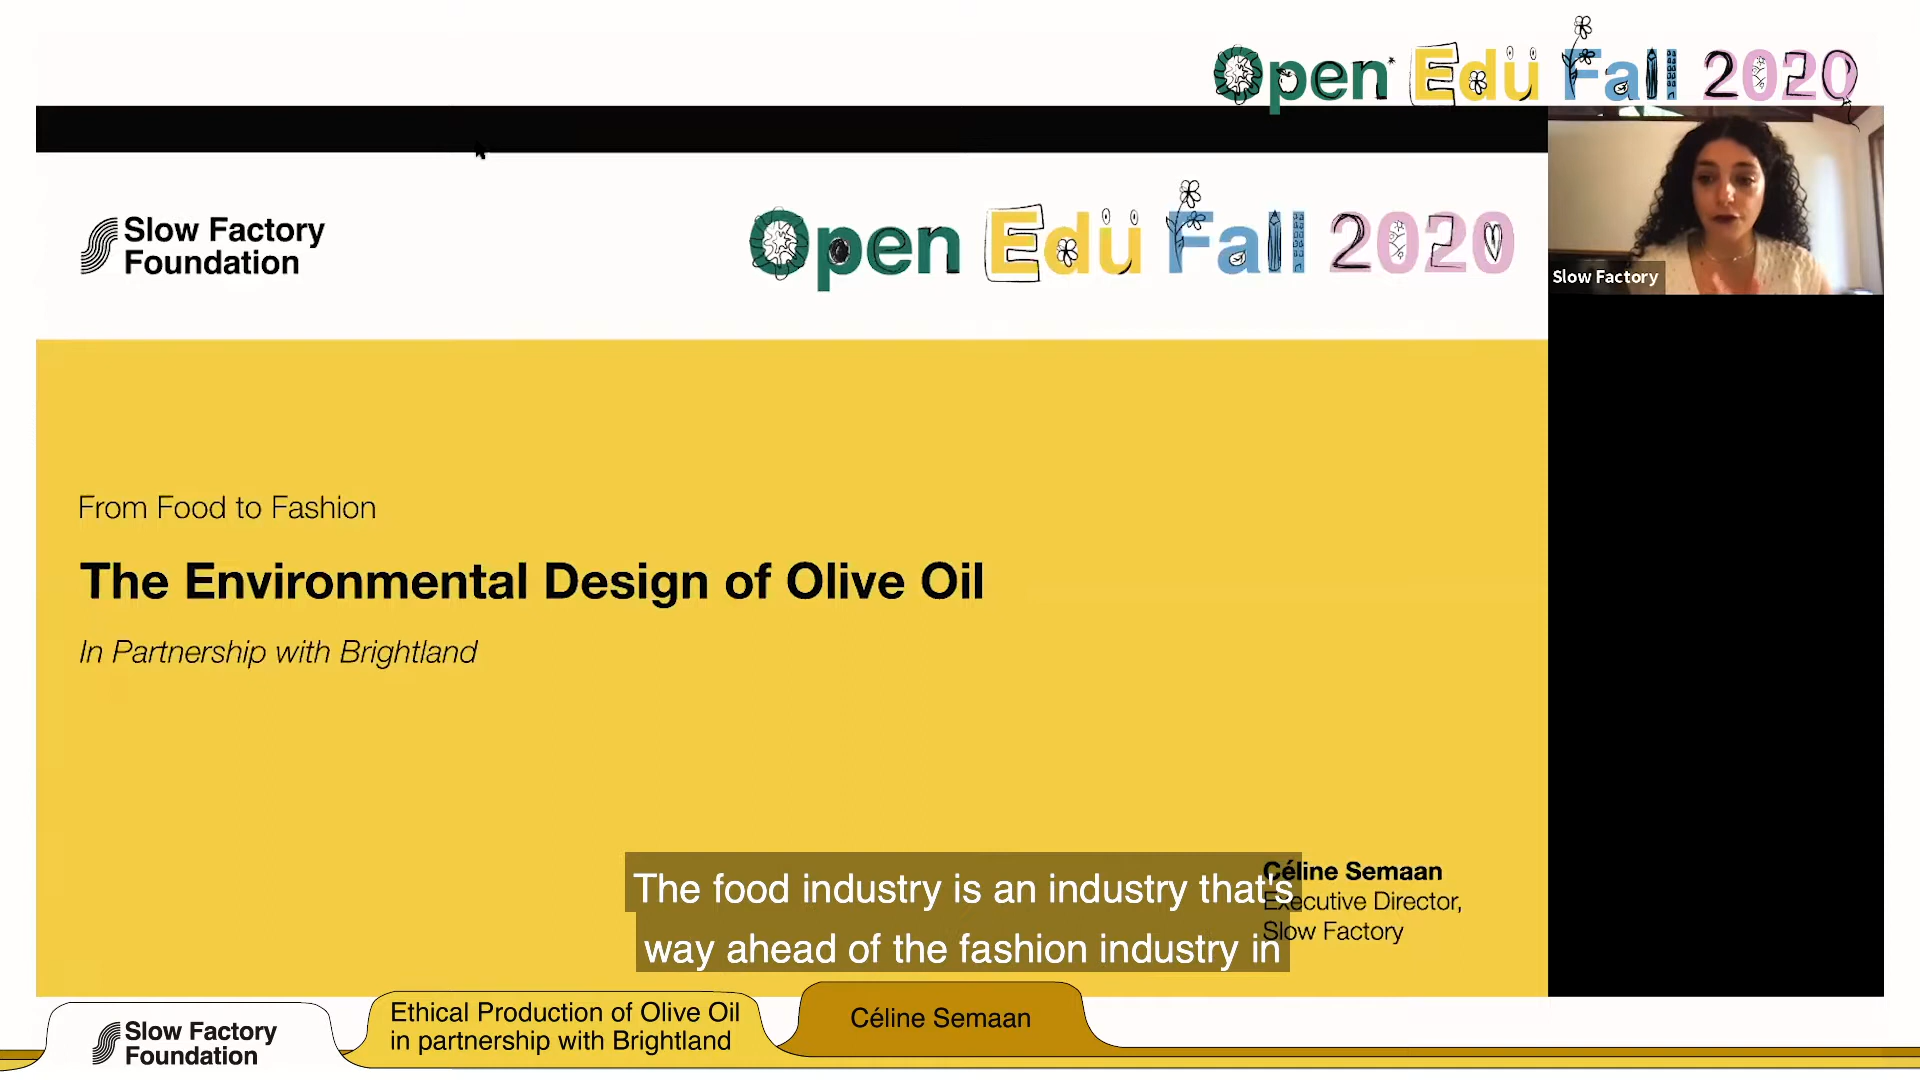 Open Edu Fall 2020
Slow Factory
Foundation
Open Edu Fall 2020
Slow Factory
From Food to Fashion
The Environmental Design of Olive Oil
In Partnership with Brightland
Céline Semaan
Executive Director,
Slow Factory
The food industry is an industry that's
way ahead of the fashion industry in
Slow Factory
Foundation
Ethical Production of Olive Oil
in partnership with Brightland
Céline Semaan